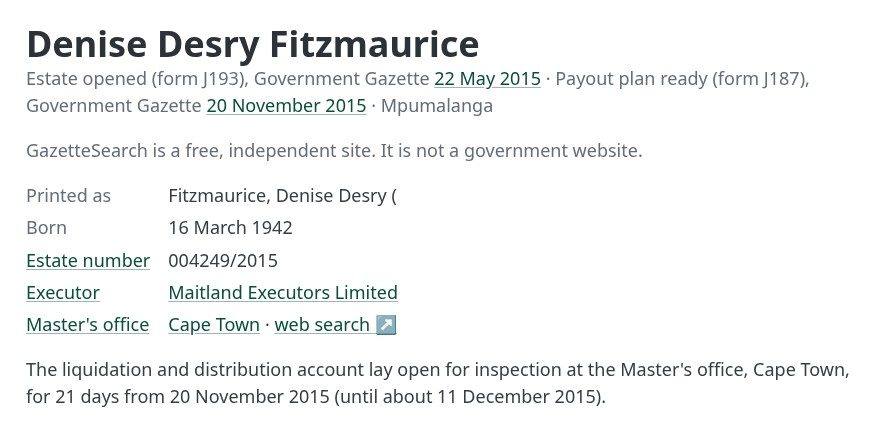 Denise Desry Fitzmaurice
Estate opened (form J193), Government Gazette 22 May 2015 · Payout plan ready (form J187),
Government Gazette 20 November 2015 · Mpumalanga
GazetteSearch is a free, independent site. It is not a government website.
Printed as Fitzmaurice, Denise Desry (
Born 16 March 1942
Estate number 004249/2015
Executor Maitland Executors Limited
Master's office Cape Town · web search ↗
The liquidation and distribution account lay open for inspection at the Master's office, Cape Town,
for 21 days from 20 November 2015 (until about 11 December 2015).